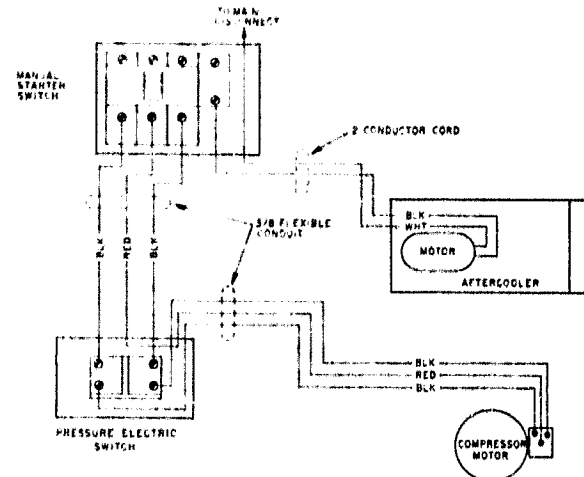 TO MAIN
DISCONNECT
MANUAL
STARTER
SWITCH
2 CONDUCTOR CORD
3/8 FLEXIBLE
CONDUIT
BLK
RED
BLK
BLK
WHT
MOTOR
AFTERCOOLER
BLK
RED
BLK
PRESSURE ELECTRIC
SWITCH
COMPRESSOR
MOTOR